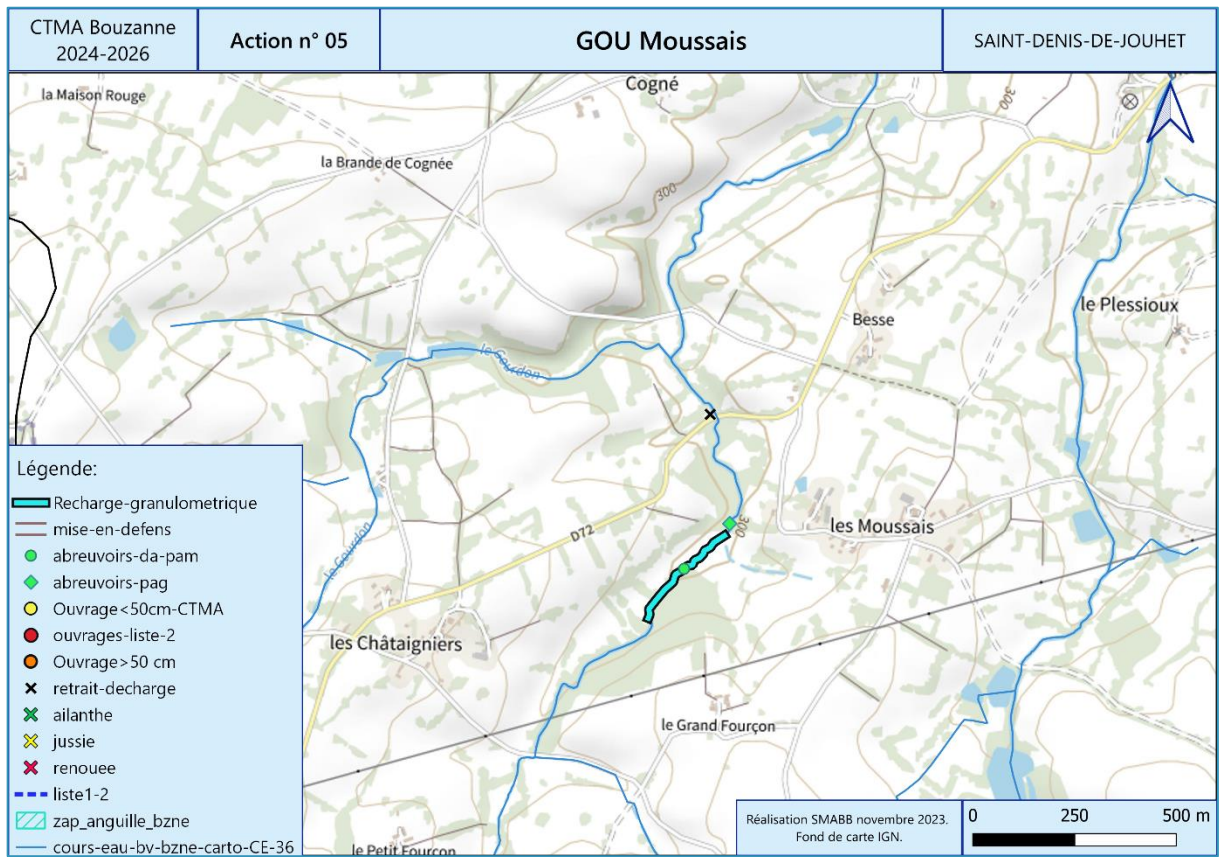 CTMA Bouzanne
2024-2026
Action n° 05
GOU Moussais
SAINT-DENIS-DE-JOUHET
Cogné
la Maison Rouge
300
la Brande de Cognée
300
le Plessioux
Besse
le Gourdon
300
les Moussais
D72
le Gourdon
les Châtaigniers
le Grand Fourçon
le Petit Fourçon
Légende:
Recharge-granulometrique
mise-en-defens
abreuvoirs-da-pam
abreuvoirs-pag
Ouvrage<50cm-CTMA
ouvrages-liste-2
Ouvrage>50 cm
retrait-decharge
ailanthe
jussie
renouee
liste1-2
zap_anguille_bzne
cours-eau-bv-bzne-carto-CE-36
Réalisation SMABB novembre 2023.
Fond de carte IGN.
0 250 500 m